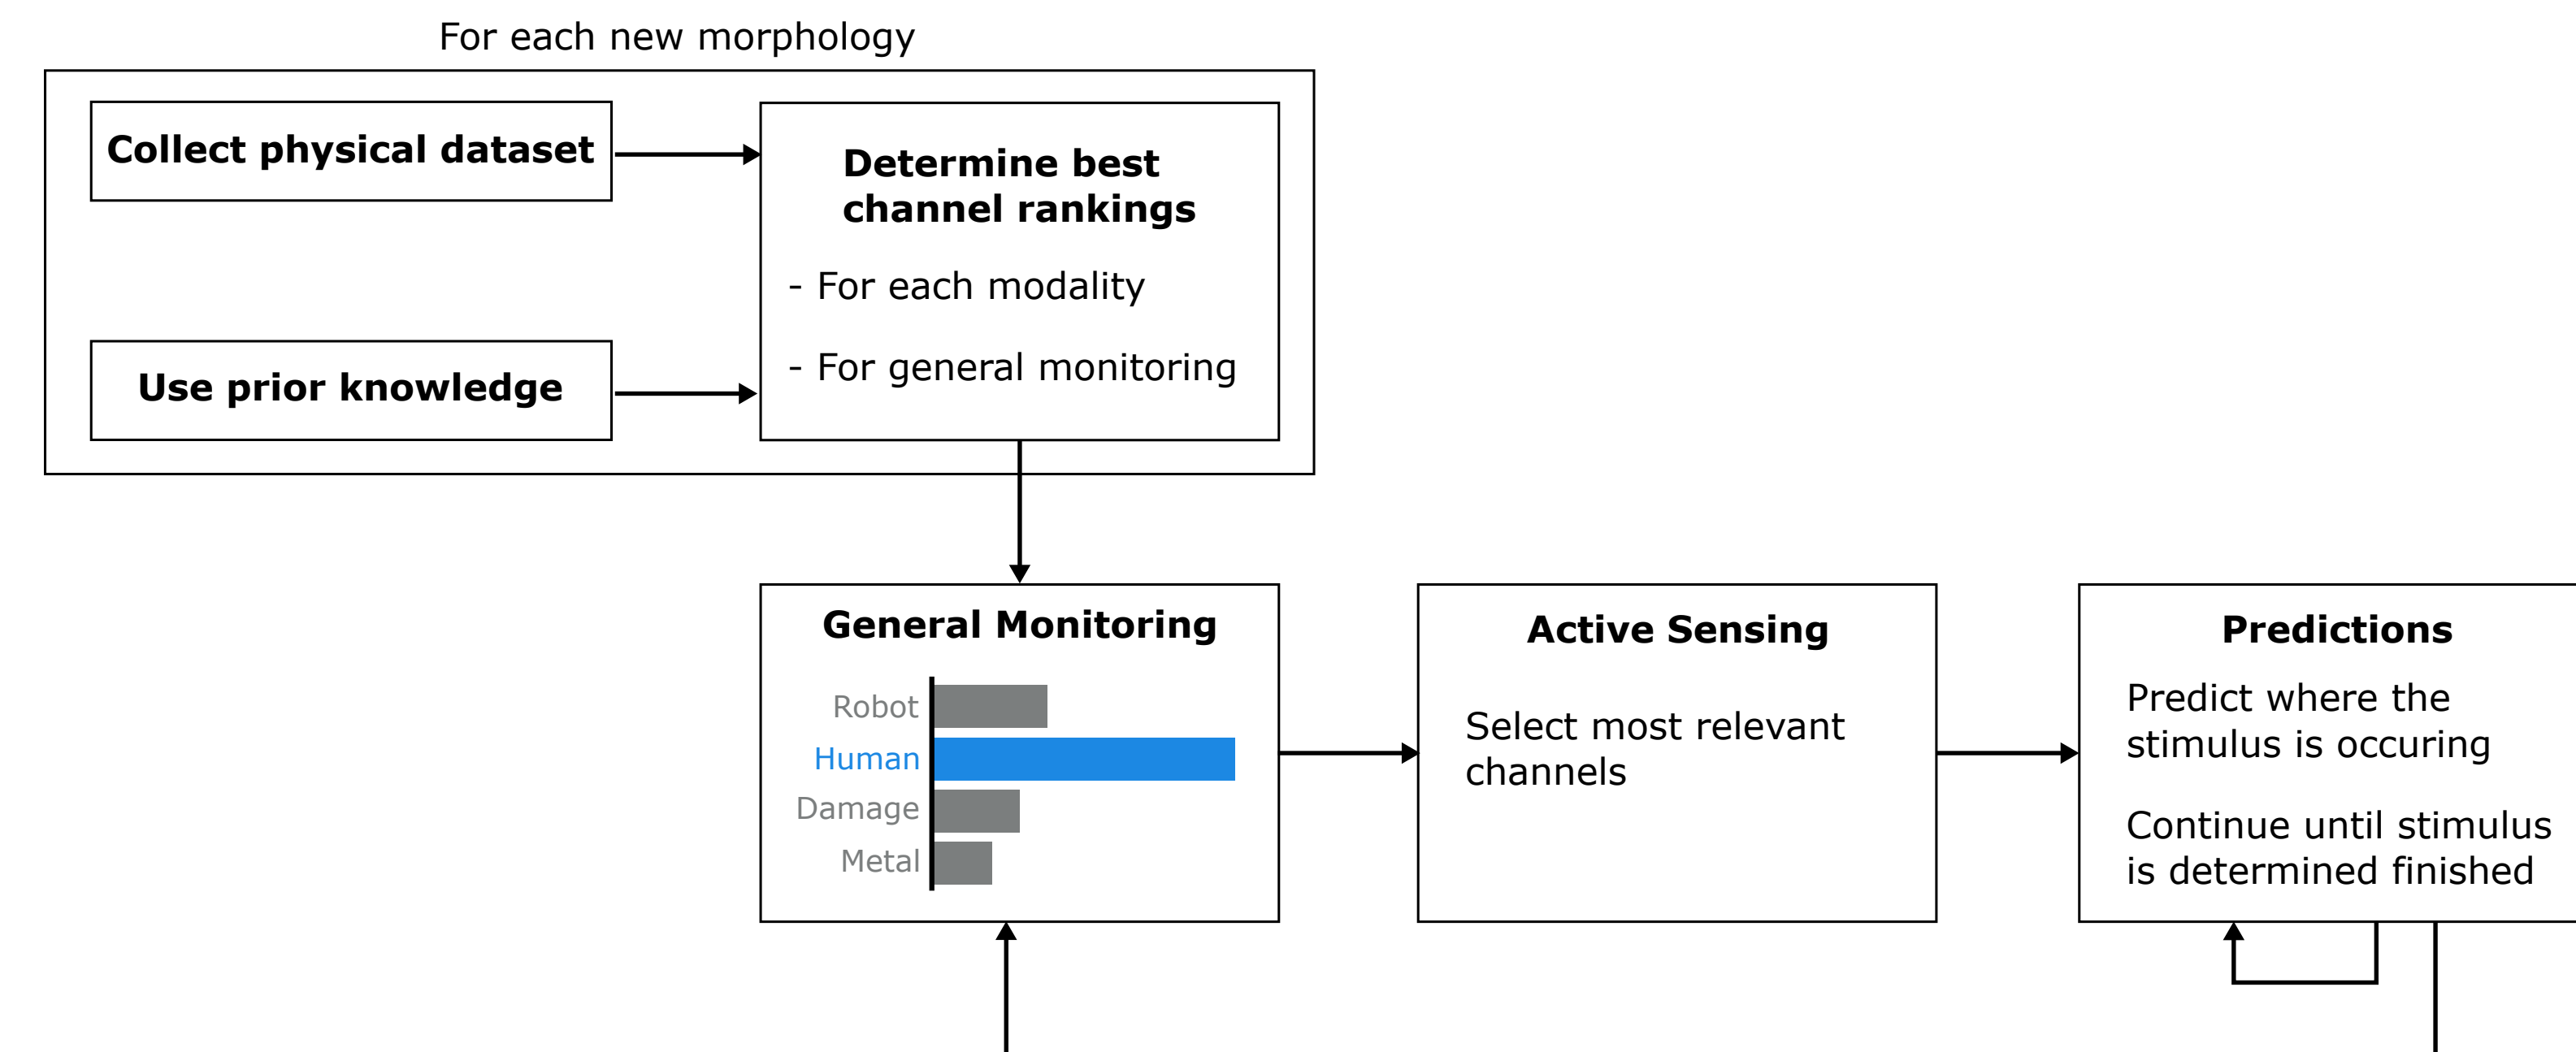 For each new morphology
Collect physical dataset
Use prior knowledge
Determine best
channel rankings
- For each modality
- For general monitoring
General Monitoring
Robot
Human
Damage
Metal
Active Sensing
Select most relevant
channels
Predictions
Predict where the
stimulus is occuring
Continue until stimulus
is determined finished